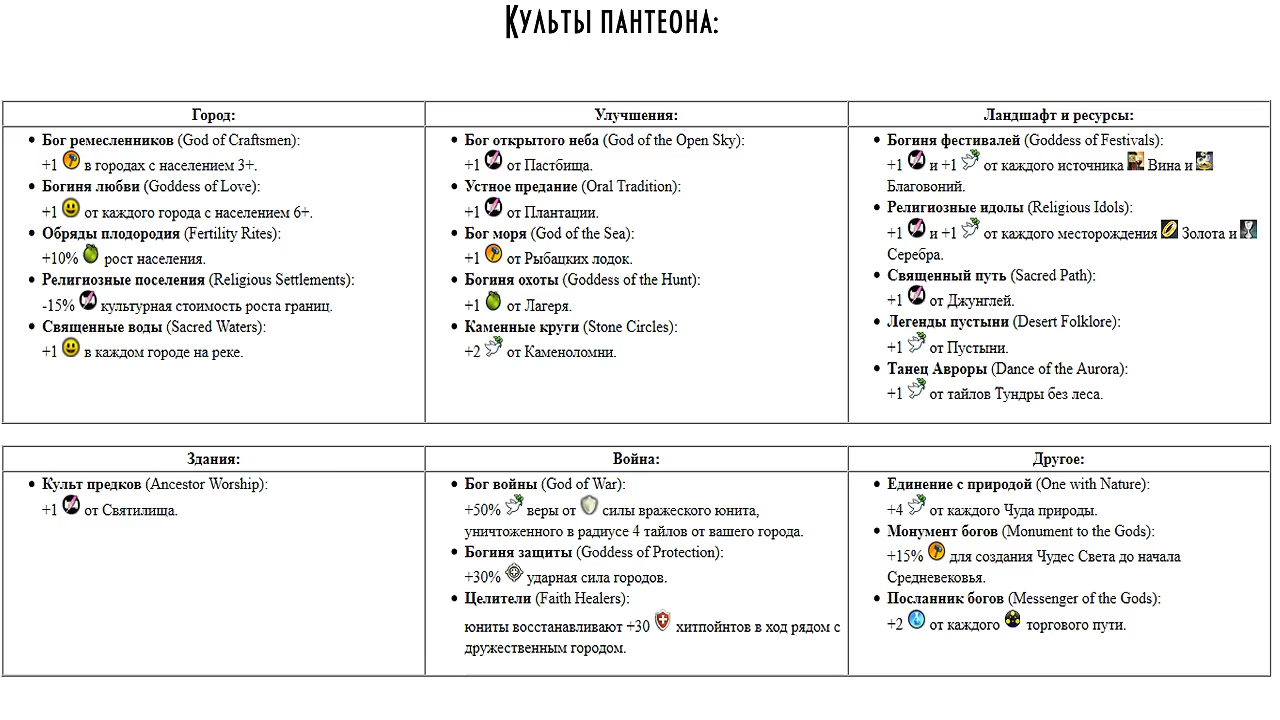 Культы пантеона:
Город:
Бог ремесленников (God of Craftsmen):
+1 в городах с населением 3+.
Богиня любви (Goddess of Love):
+1 от каждого города с населением 6+.
Обряды плодородия (Fertility Rites):
+10% рост населения.
Религиозные поселения (Religious Settlements):
-15% культурная стоимость роста границ.
Священные воды (Sacred Waters):
+1 в каждом городе на реке.
Улучшения:
Бог открытого неба (God of the Open Sky):
+1 от Пастбища.
Устное предание (Oral Tradition):
+1 от Плантации.
Бог моря (God of the Sea):
+1 от Рыбацких лодок.
Богиня охоты (Goddess of the Hunt):
+1 от Лагеря.
Каменные круги (Stone Circles):
+2 от Каменоломни.
Ландшафт и ресурсы:
Богиня фестивалей (Goddess of Festivals):
+1 и +1 от каждого источника Вина и
Благовоний.
Религиозные идолы (Religious Idols):
+1 и +1 от каждого месторождения Золота и
Серебра.
Священный путь (Sacred Path):
+1 от Джунглей.
Легенды пустыни (Desert Folklore):
+1 от Пустыни.
Танец Авроры (Dance of the Aurora):
+1 от тайлов Тундры без леса.
Здания:
Культ предков (Ancestor Worship):
+1 от Святилища.
Война:
Бог войны (God of War):
+50% веры от силы вражеского юнита,
уничтоженного в радиусе 4 тайлов от вашего города.
Богиня защиты (Goddess of Protection):
+30% ударная сила городов.
Целители (Faith Healers):
юниты восстанавливают +30 хитпойнтов в ход рядом с
дружественным городом.
Другое:
Единение с природой (One with Nature):
+4 от каждого Чуда природы.
Монумент богов (Monument to the Gods):
+15% для создания Чудес Света до начала
Средневековья.
Посланник богов (Messenger of the Gods):
+2 от каждого торгового пути.